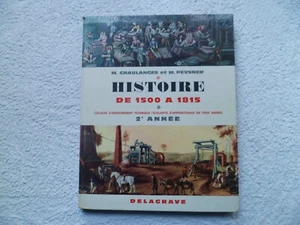 M. CHAULANGES et M. PEVSNER
HISTOIRE
DE 1500 A 1815
2e ANNÉE
DELAGRAVE